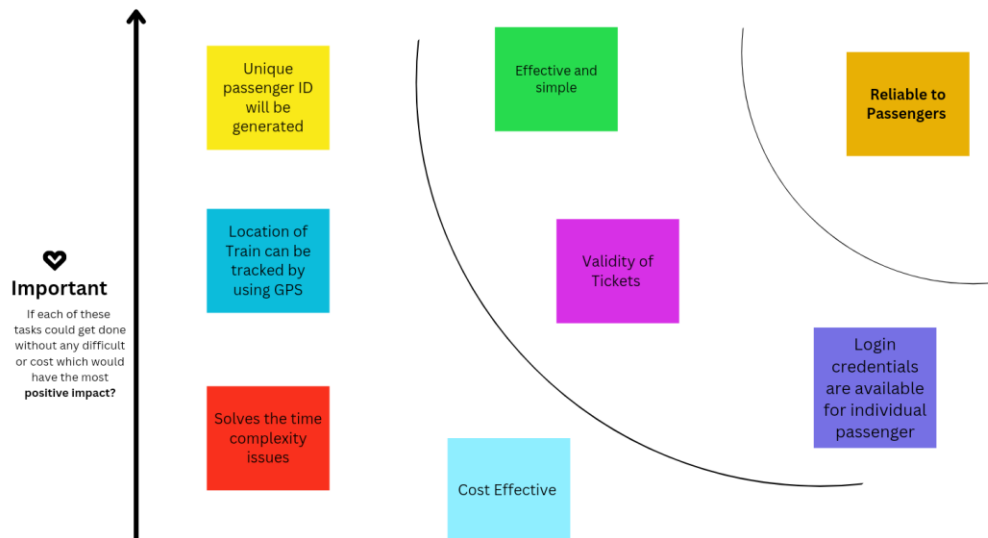 Unique
passenger ID
will be
generated
Effective and
simple
Reliable to
Passengers
Location of
Train can be
tracked by
using GPS
Validity of
Tickets
Important
If each of these
tasks could get done
without any difficult
or cost which would
have the most
positive impact?
Login
credentials
are available
for individual
passenger
Solves the time
complexity
issues
Cost Effective